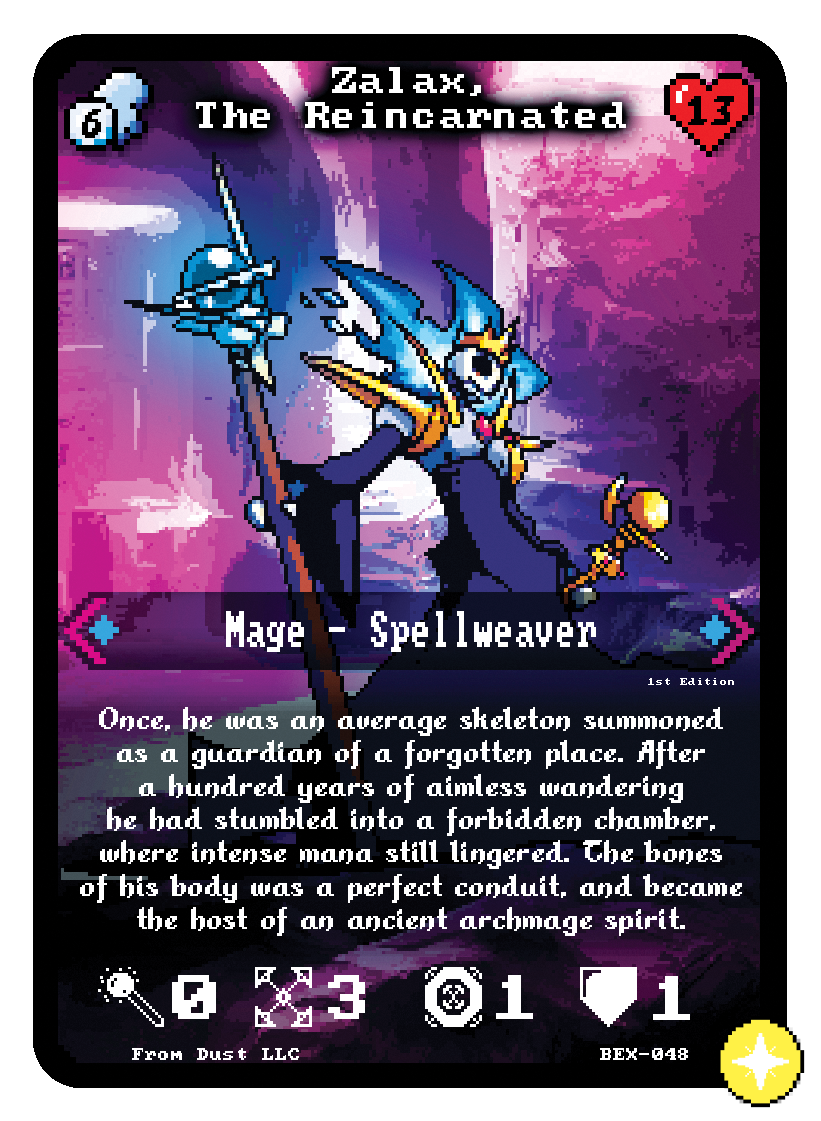 Zalax,
The Reincarnated
6
13
Mage - Spellweaver
1st Edition
Once, he was an average skeleton summoned
as a guardian of a forgotten place. After
a hundred years of aimless wandering
he had stumbled into a forbidden chamber,
where intense mana still lingered. The bones
of his body was a perfect conduit, and became
the host of an ancient archmage spirit.
0 3 1 1
From Dust LLC
BEX-048